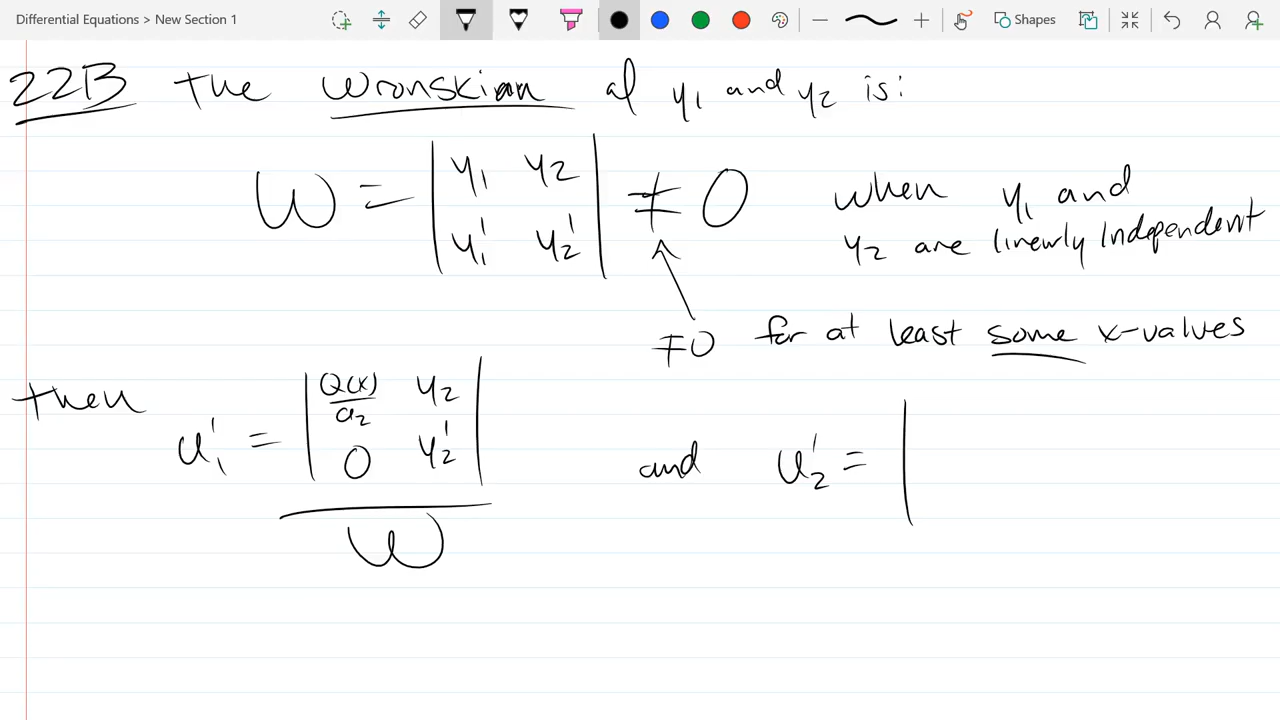 Differential Equations > New Section 1
Shapes
22B the Wronskian of y1 and y2 is:
W = | y1 y2 | ≠ 0 when y1 and
| y1' y2' | y2 are linewly Independent
≠0 for at least some x-values
then u1' = | Q(x)/a2 y2 | and u2' = |
| 0 y2' |
W